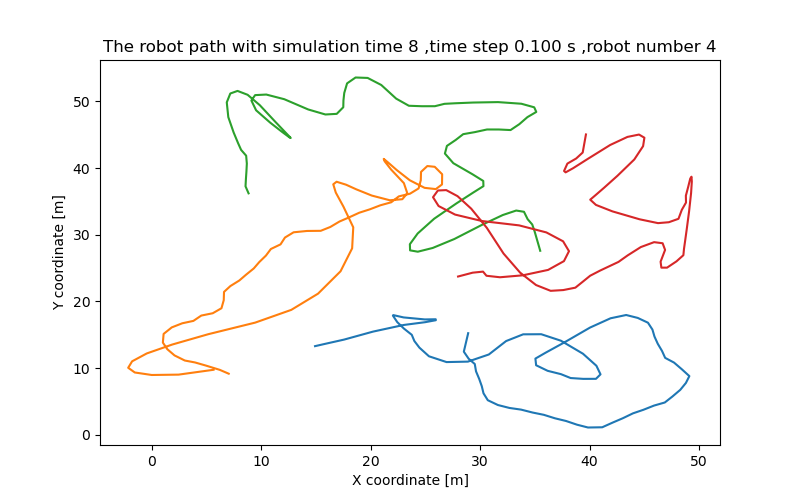 The robot path with simulation time 8 ,time step 0.100 s ,robot number 4
Y coordinate [m]
50
40
30
20
10
0
0 10 20 30 40 50
X coordinate [m]